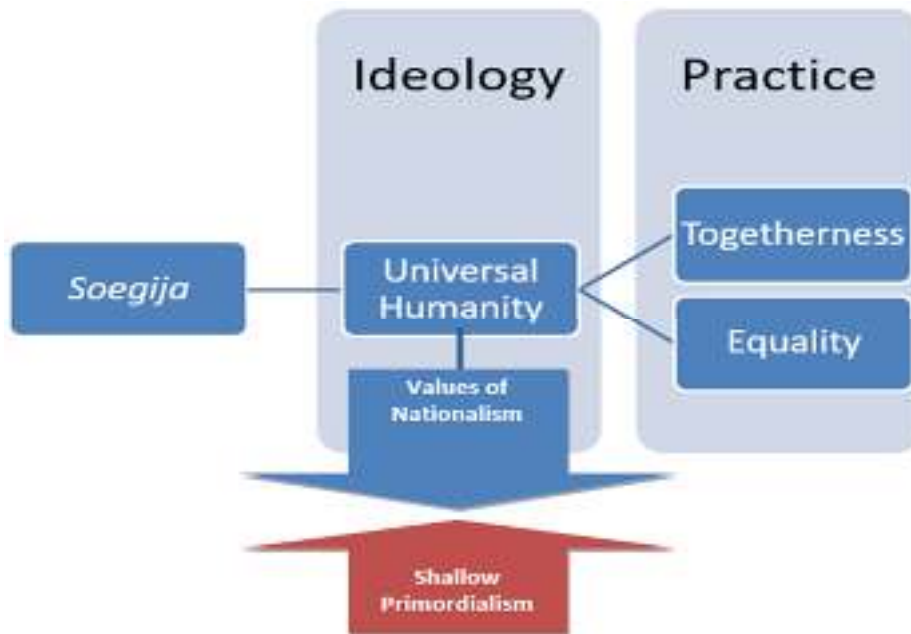 Ideology
Practice
Soegija
Universal
Humanity
Togetherness
Equality
Values of
Nationalism
Shallow
Primordialism